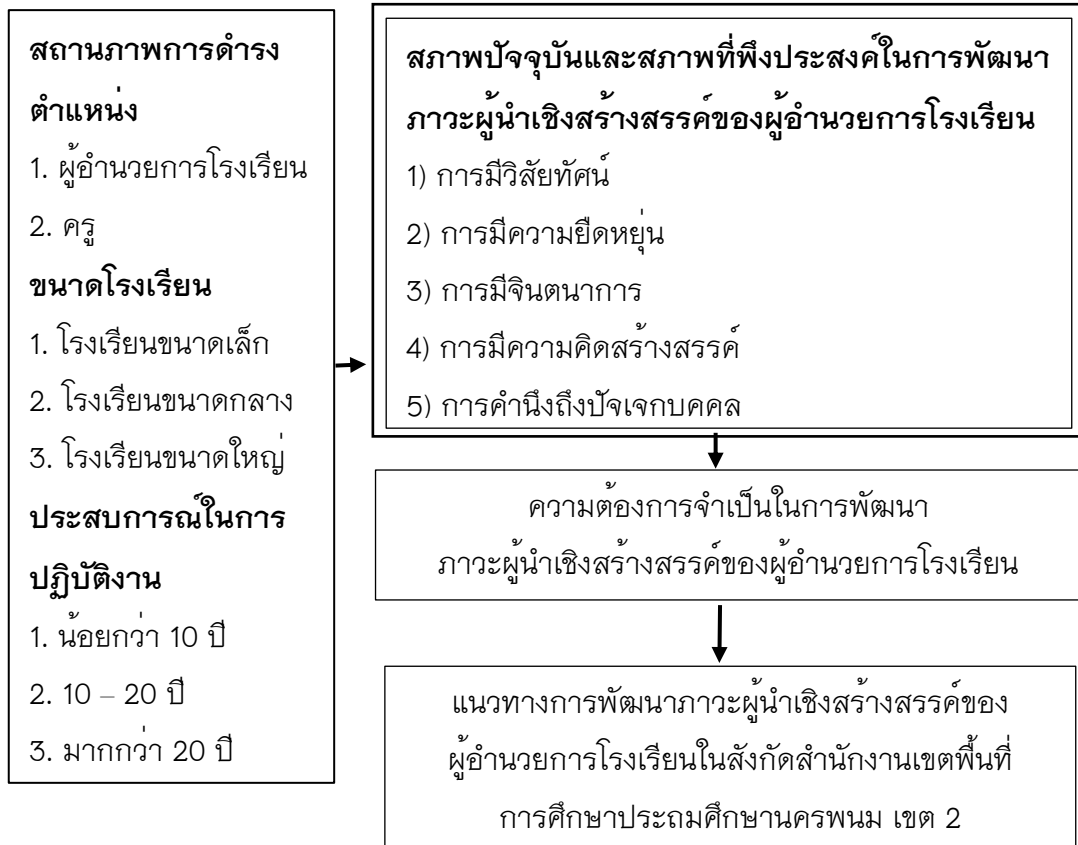 สถานภาพการดำรง
ตำแหน่ง
1. ผู้อำนวยการโรงเรียน
2. ครู
ขนาดโรงเรียน
1. โรงเรียนขนาดเล็ก
2. โรงเรียนขนาดกลาง
3. โรงเรียนขนาดใหญ่
ประสบการณ์ในการ
ปฏิบัติงาน
1. น้อยกว่า 10 ปี
2. 10 – 20 ปี
3. มากกว่า 20 ปี
สภาพปัจจุบันและสภาพที่พึงประสงค์ในการพัฒนา
ภาวะผู้นำเชิงสร้างสรรค์ของผู้อำนวยการโรงเรียน
1) การมีวิสัยทัศน์
2) การมีความยืดหยุ่น
3) การมีจินตนาการ
4) การมีความคิดสร้างสรรค์
5) การคำนึงถึงปัจเจกบคคล
ความต้องการจำเป็นในการพัฒนา
ภาวะผู้นำเชิงสร้างสรรค์ของผู้อำนวยการโรงเรียน
แนวทางการพัฒนาภาวะผู้นำเชิงสร้างสรรค์ของ
ผู้อำนวยการโรงเรียนในสังกัดสำนักงานเขตพื้นที่
การศึกษาประถมศึกษานครพนม เขต 2